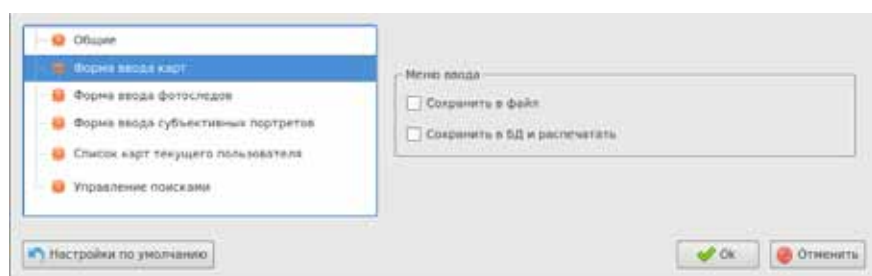 Общие
Форма ввода карт
Форма ввода фотоследов
Форма ввода субъективных портретов
Список карт текущего пользователя
Управление поисками
Меню ввода
Сохранить в файл
Сохранить в БД и распечатать
Настройки по умолчанию
Ok
Отменить